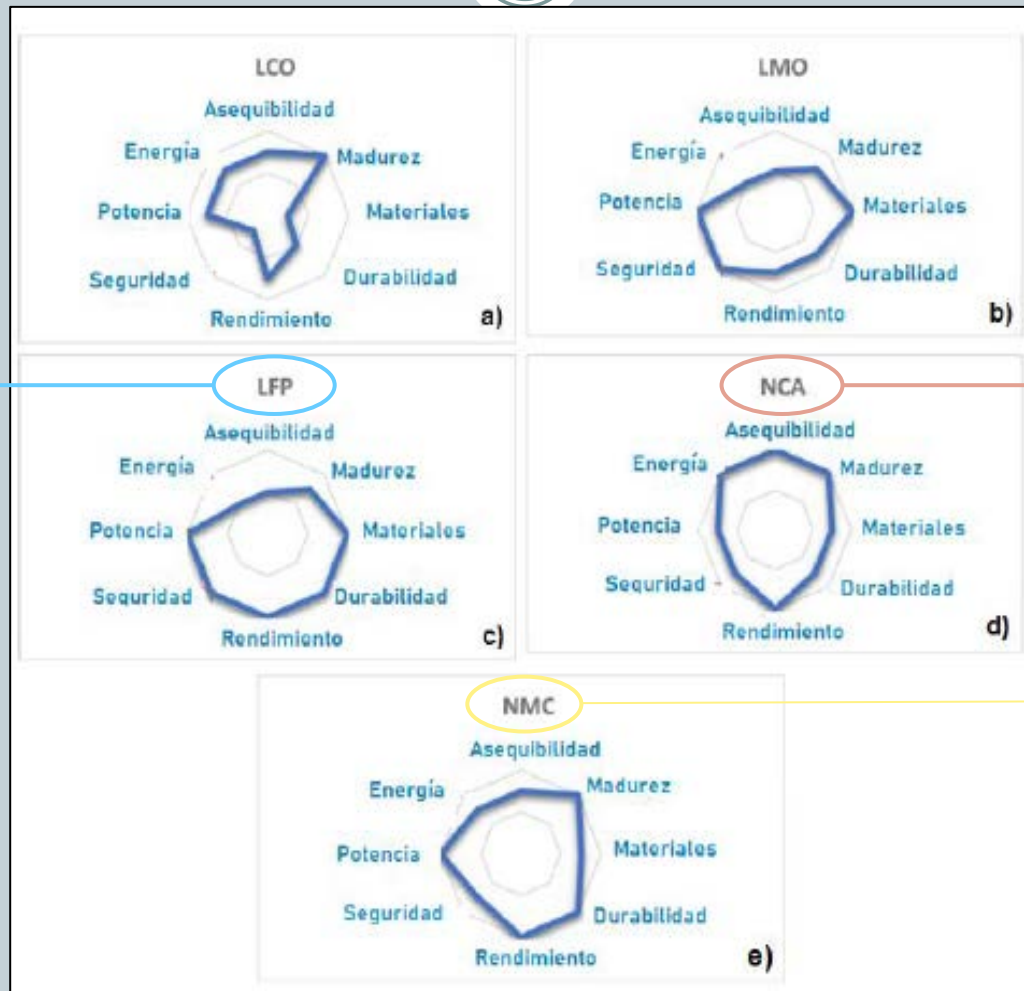 LCO
Asequibilidad
Energía
Madurez
Potencia
Materiales
Seguridad
Durabilidad
Rendimiento
a)
LMO
Asequibilidad
Energía
Madurez
Potencia
Materiales
Seguridad
Durabilidad
Rendimiento
b)
LFP
Asequibilidad
Energía
Madurez
Potencia
Materiales
Seguridad
Durabilidad
Rendimiento
c)
NCA
Asequibilidad
Energía
Madurez
Potencia
Materiales
Seguridad
Durabilidad
Rendimiento
d)
NMC
Asequibilidad
Energía
Madurez
Potencia
Materiales
Seguridad
Durabilidad
Rendimiento
e)